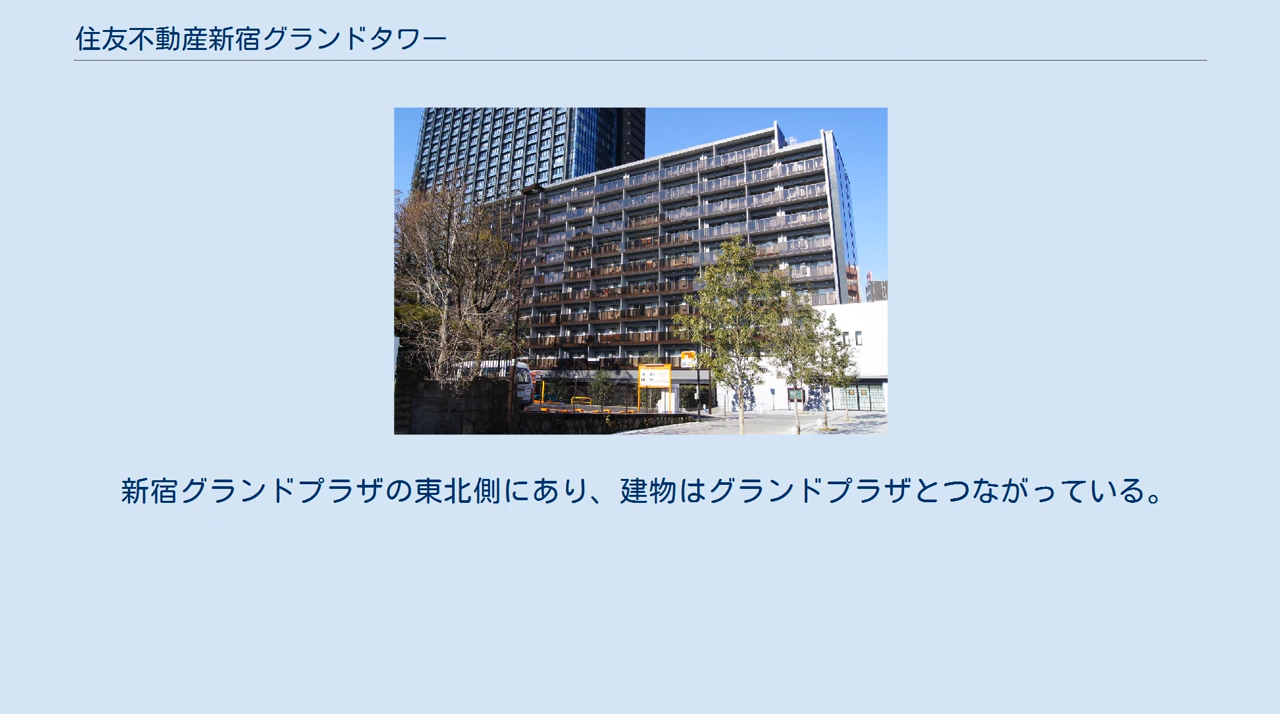 住友不動産新宿グランドタワー
新宿グランドプラザの東北側にあり、建物はグランドプラザとつながっている。